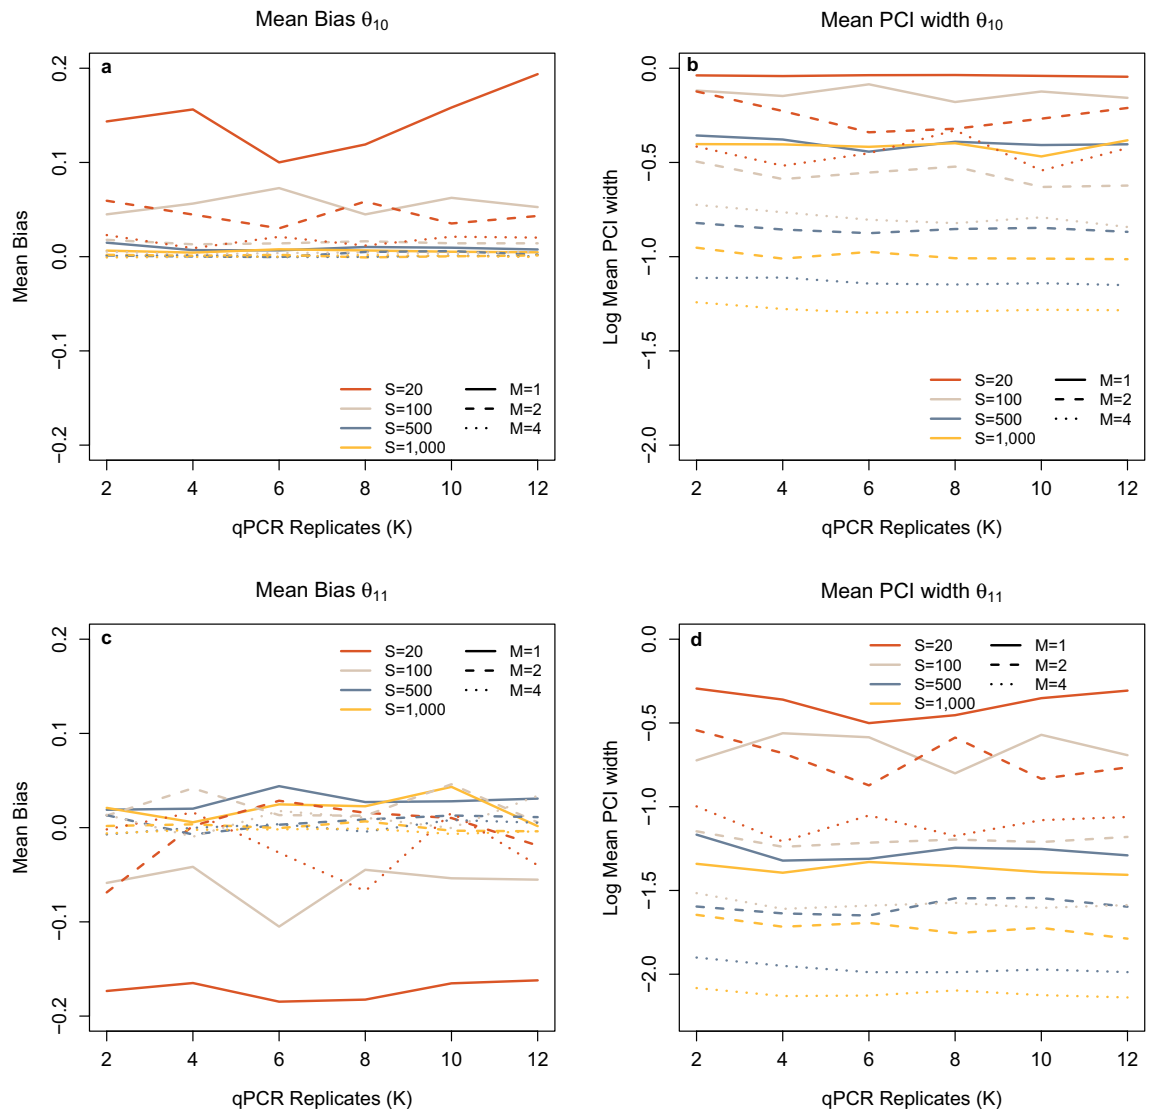 Mean Bias θ10
a
Mean Bias
0.2
0.1
0.0
−0.1
−0.2
S=20
S=100
S=500
S=1,000
M=1
M=2
M=4
2 4 6 8 10 12
qPCR Replicates (K)
Mean PCI width θ10
b
Log Mean PCI width
0.0
−0.5
−1.0
−1.5
−2.0
S=20
S=100
S=500
S=1,000
M=1
M=2
M=4
2 4 6 8 10 12
qPCR Replicates (K)
Mean Bias θ11
c
Mean Bias
0.2
0.1
0.0
−0.1
−0.2
S=20
S=100
S=500
S=1,000
M=1
M=2
M=4
2 4 6 8 10 12
qPCR Replicates (K)
Mean PCI width θ11
d
Log Mean PCI width
0.0
−0.5
−1.0
−1.5
−2.0
S=20
S=100
S=500
S=1,000
M=1
M=2
M=4
2 4 6 8 10 12
qPCR Replicates (K)